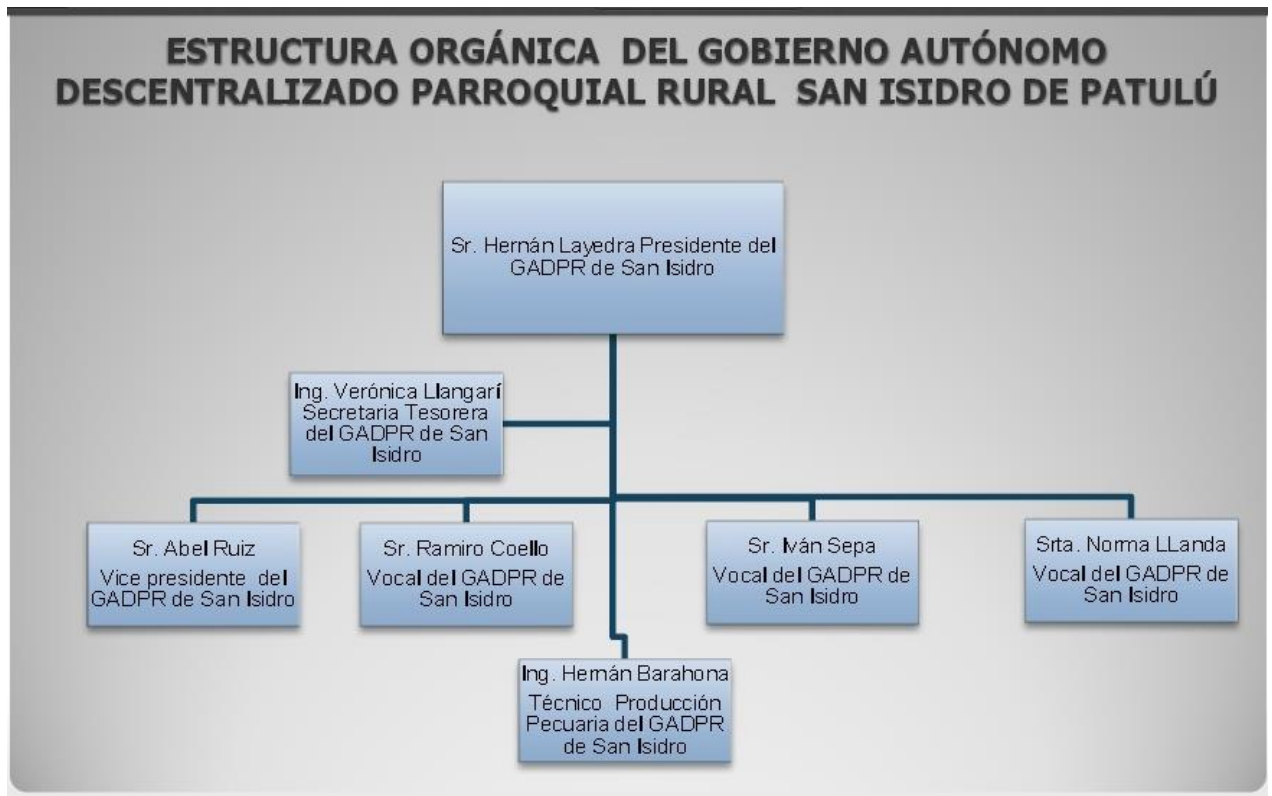 ESTRUCTURA ORGÁNICA DEL GOBIERNO AUTÓNOMO
DESCENTRALIZADO PARROQUIAL RURAL SAN ISIDRO DE PATULÚ
Sr. Hernán Layedra Presidente del
GADPR de San Isidro
Ing. Verónica Llangarí
Secretaria Tesorera
del GADPR de San
Isidro
Sr. Abel Ruiz
Vice presidente del
GADPR de San Isidro
Sr. Ramiro Coello
Vocal del GADPR de
San Isidro
Sr. Iván Sepa
Vocal del GADPR de
San Isidro
Srta. Norma LLanda
Vocal del GADPR de
San Isidro
Ing. Hernán Barahona
Técnico Producción
Pecuaria del GADPR
de San Isidro